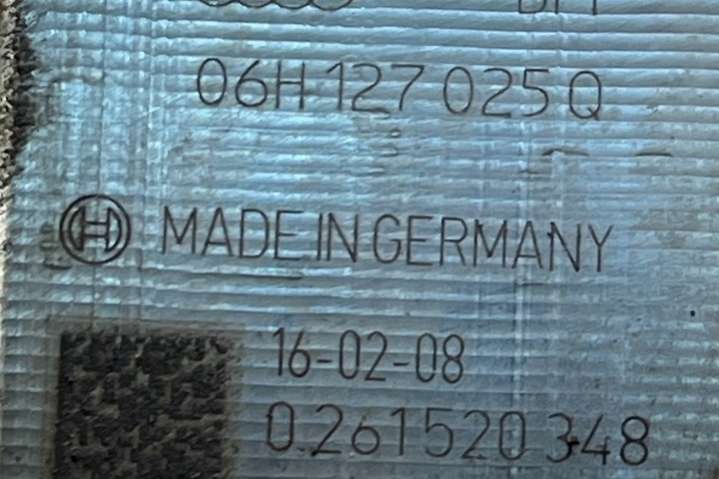 06H 127 025 Q
MADE IN GERMANY
16-02-08
0 261 520 348